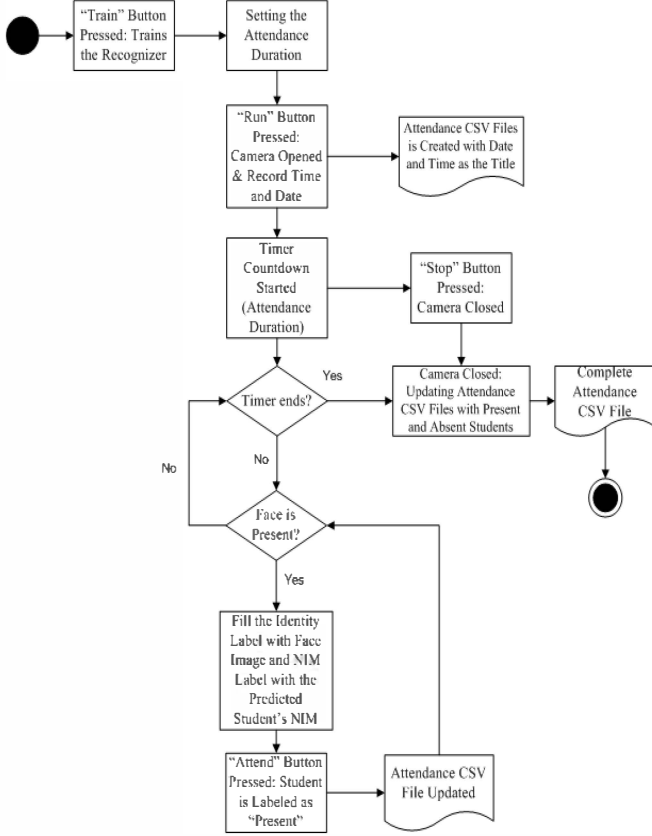 “Train” Button
Pressed: Trains
the Recognizer
Setting the
Attendance
Duration
“Run” Button
Pressed:
Camera Opened
& Record Time
and Date
Attendance CSV Files
is Created with Date
and Time as the Title
Timer
Countdown
Started
(Attendance
Duration)
“Stop” Button
Pressed:
Camera Closed
Timer ends?
Yes
Camera Closed:
Updating Attendance
CSV Files with Present
and Absent Students
Complete
Attendance
CSV File
No
No
Face is
Present?
Yes
Fill the Identity
Label with Face
Image and NIM
Label with the
Predicted
Student’s NIM
“Attend” Button
Pressed: Student
is Labeled as
“Present”
Attendance CSV
File Updated